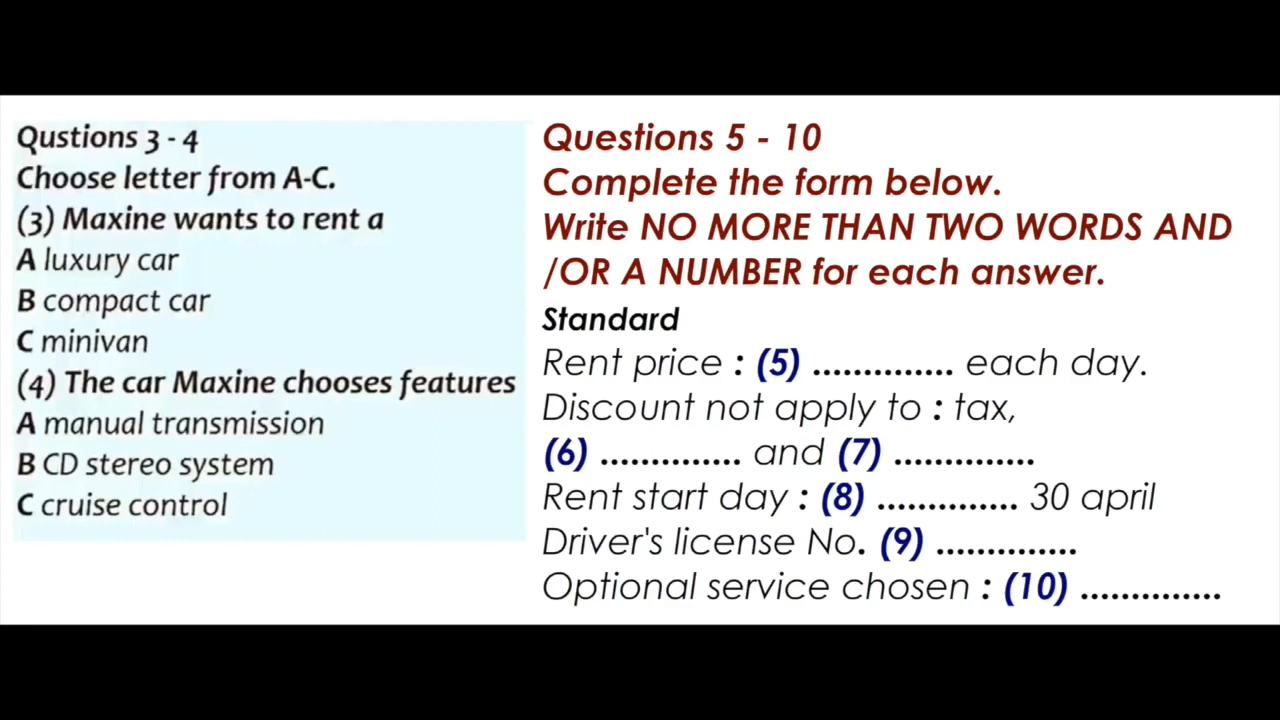 Qustions 3 - 4
Choose letter from A-C.
(3) Maxine wants to rent a
A luxury car
B compact car
C minivan
(4) The car Maxine chooses features
A manual transmission
B CD stereo system
C cruise control
Questions 5 - 10
Complete the form below.
Write NO MORE THAN TWO WORDS AND
/OR A NUMBER for each answer.
Standard
Rent price : (5) .............. each day.
Discount not apply to : tax,
(6) .............. and (7) ..............
Rent start day : (8) .............. 30 april
Driver's license No. (9) ..............
Optional service chosen : (10) ..............